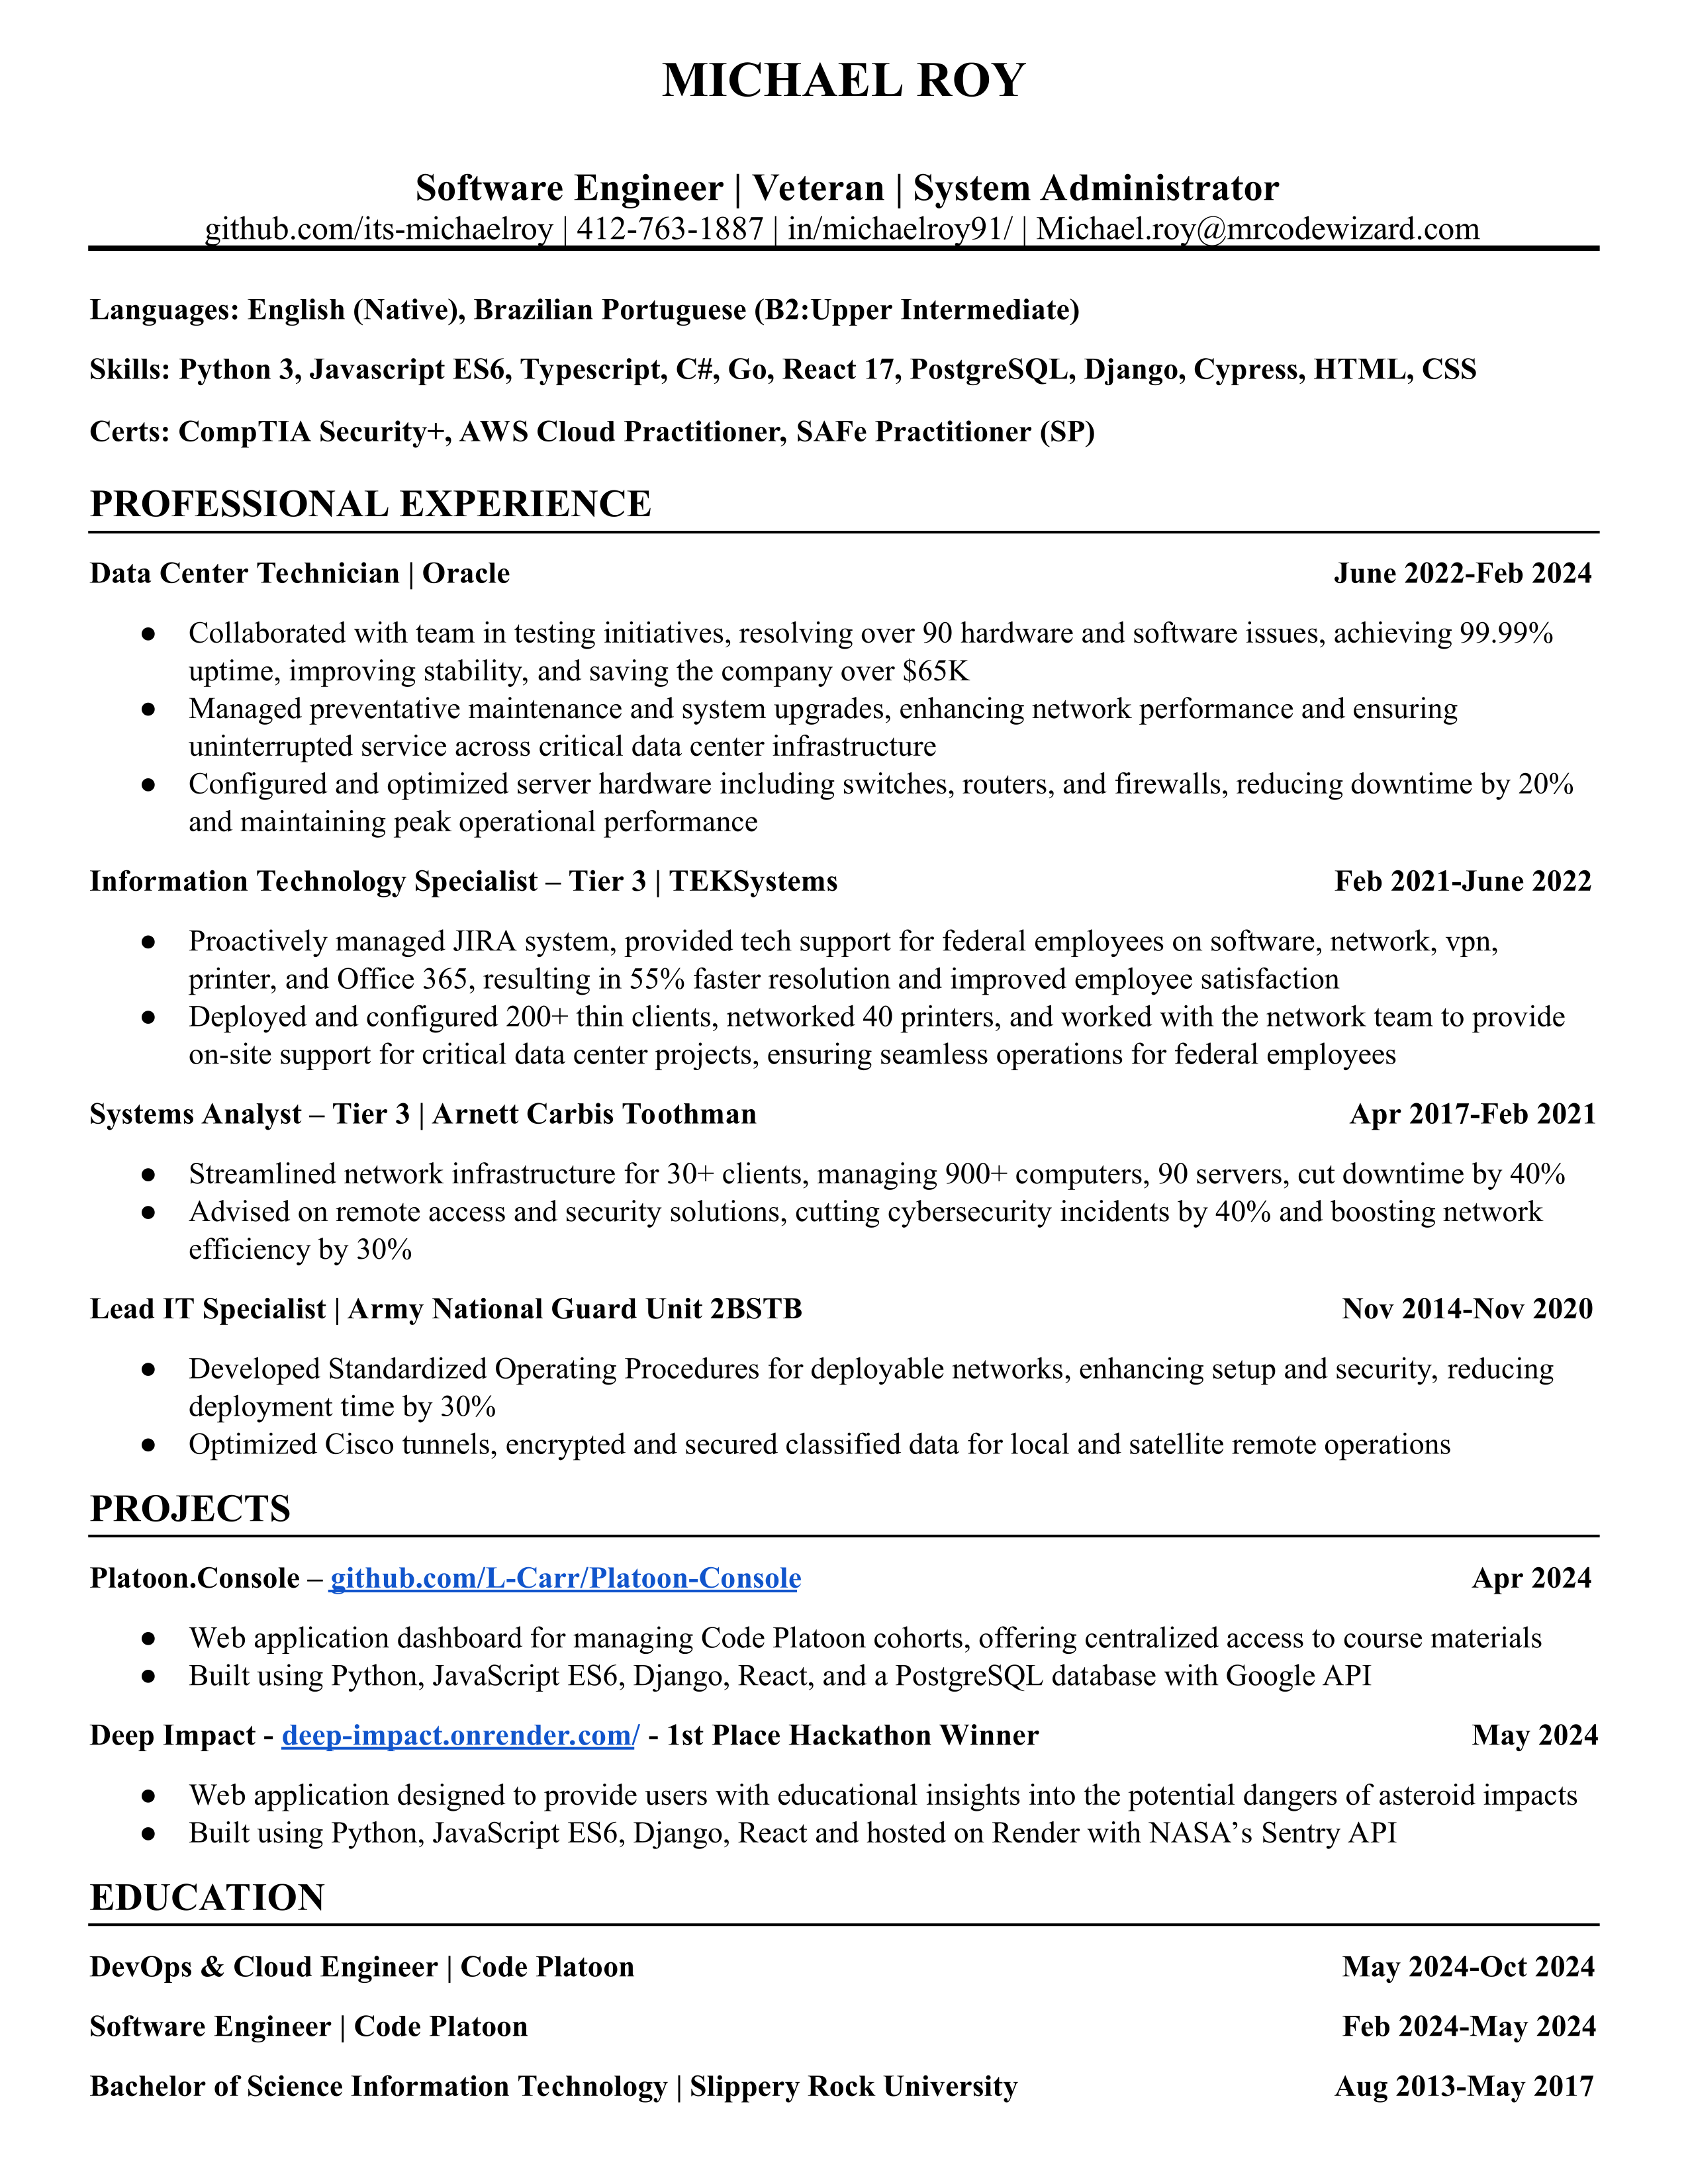 MICHAEL ROY
Software Engineer | Veteran | System Administrator
github.com/its-michaelroy | 412-763-1887 | in/michaelroy91/ | Michael.roy@mrcodewizard.com
Languages: English (Native), Brazilian Portuguese (B2:Upper Intermediate)
Skills: Python 3, Javascript ES6, Typescript, C#, Go, React 17, PostgreSQL, Django, Cypress, HTML, CSS
Certs: CompTIA Security+, AWS Cloud Practitioner, SAFe Practitioner (SP)
PROFESSIONAL EXPERIENCE
Data Center Technician | Oracle June 2022-Feb 2024
● Collaborated with team in testing initiatives, resolving over 90 hardware and software issues, achieving 99.99%
uptime, improving stability, and saving the company over $65K
● Managed preventative maintenance and system upgrades, enhancing network performance and ensuring
uninterrupted service across critical data center infrastructure
● Configured and optimized server hardware including switches, routers, and firewalls, reducing downtime by 20%
and maintaining peak operational performance
Information Technology Specialist – Tier 3 | TEKSystems Feb 2021-June 2022
● Proactively managed JIRA system, provided tech support for federal employees on software, network, vpn,
printer, and Office 365, resulting in 55% faster resolution and improved employee satisfaction
● Deployed and configured 200+ thin clients, networked 40 printers, and worked with the network team to provide
on-site support for critical data center projects, ensuring seamless operations for federal employees
Systems Analyst – Tier 3 | Arnett Carbis Toothman Apr 2017-Feb 2021
● Streamlined network infrastructure for 30+ clients, managing 900+ computers, 90 servers, cut downtime by 40%
● Advised on remote access and security solutions, cutting cybersecurity incidents by 40% and boosting network
efficiency by 30%
Lead IT Specialist | Army National Guard Unit 2BSTB Nov 2014-Nov 2020
● Developed Standardized Operating Procedures for deployable networks, enhancing setup and security, reducing
deployment time by 30%
● Optimized Cisco tunnels, encrypted and secured classified data for local and satellite remote operations
PROJECTS
Platoon.Console – github.com/L-Carr/Platoon-Console Apr 2024
● Web application dashboard for managing Code Platoon cohorts, offering centralized access to course materials
● Built using Python, JavaScript ES6, Django, React, and a PostgreSQL database with Google API
Deep Impact - deep-impact.onrender.com/ - 1st Place Hackathon Winner May 2024
● Web application designed to provide users with educational insights into the potential dangers of asteroid impacts
● Built using Python, JavaScript ES6, Django, React and hosted on Render with NASA’s Sentry API
EDUCATION
DevOps & Cloud Engineer | Code Platoon May 2024-Oct 2024
Software Engineer | Code Platoon Feb 2024-May 2024
Bachelor of Science Information Technology | Slippery Rock University Aug 2013-May 2017